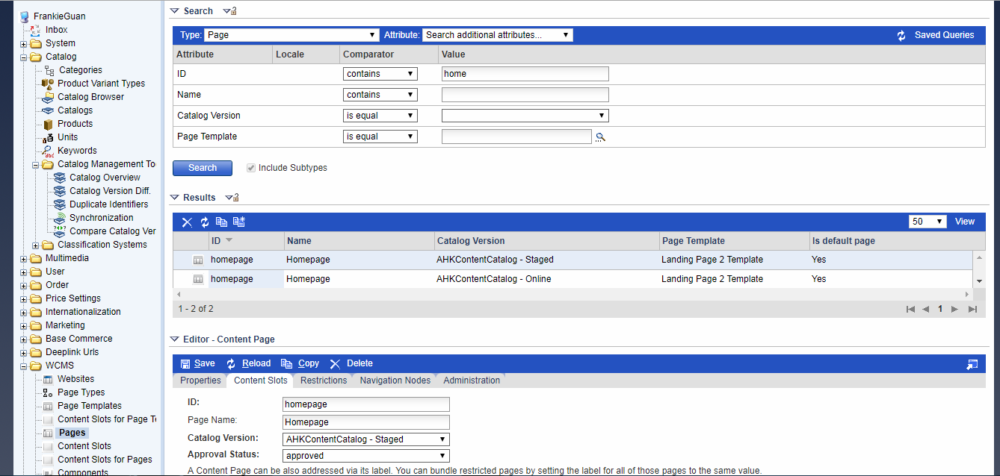 FrankieGuan
Inbox
System
Catalog
Categories
Product Variant Types
Catalog Browser
Catalogs
Products
Units
Keywords
Catalog Management To
Catalog Overview
Catalog Version Diff.
Duplicate Identifiers
Synchronization
Compare Catalog Ver
Classification Systems
Multimedia
User
Order
Price Settings
Internationalization
Marketing
Base Commerce
Deeplink Urls
WCMS
Websites
Page Types
Page Templates
Content Slots for Page T
Pages
Content Slots
Content Slots for Pages
Components
Search
Type: Page Attribute: Search additional attributes... Saved Queries
Attribute Locale Comparator Value
ID contains home
Name contains
Catalog Version is equal
Page Template is equal
Search Include Subtypes
Results
50 View
ID Name Catalog Version Page Template Is default page
homepage Homepage AHKContentCatalog - Staged Landing Page 2 Template Yes
homepage Homepage AHKContentCatalog - Online Landing Page 2 Template Yes
1 - 2 of 2 1
Editor - Content Page
Save Reload Copy Delete
Properties Content Slots Restrictions Navigation Nodes Administration
ID: homepage
Page Name: Homepage
Catalog Version: AHKContentCatalog - Staged
Approval Status: approved
A Content Page can be also addressed via its label. You can bundle restricted pages by setting the label for all of those pages to the same value.